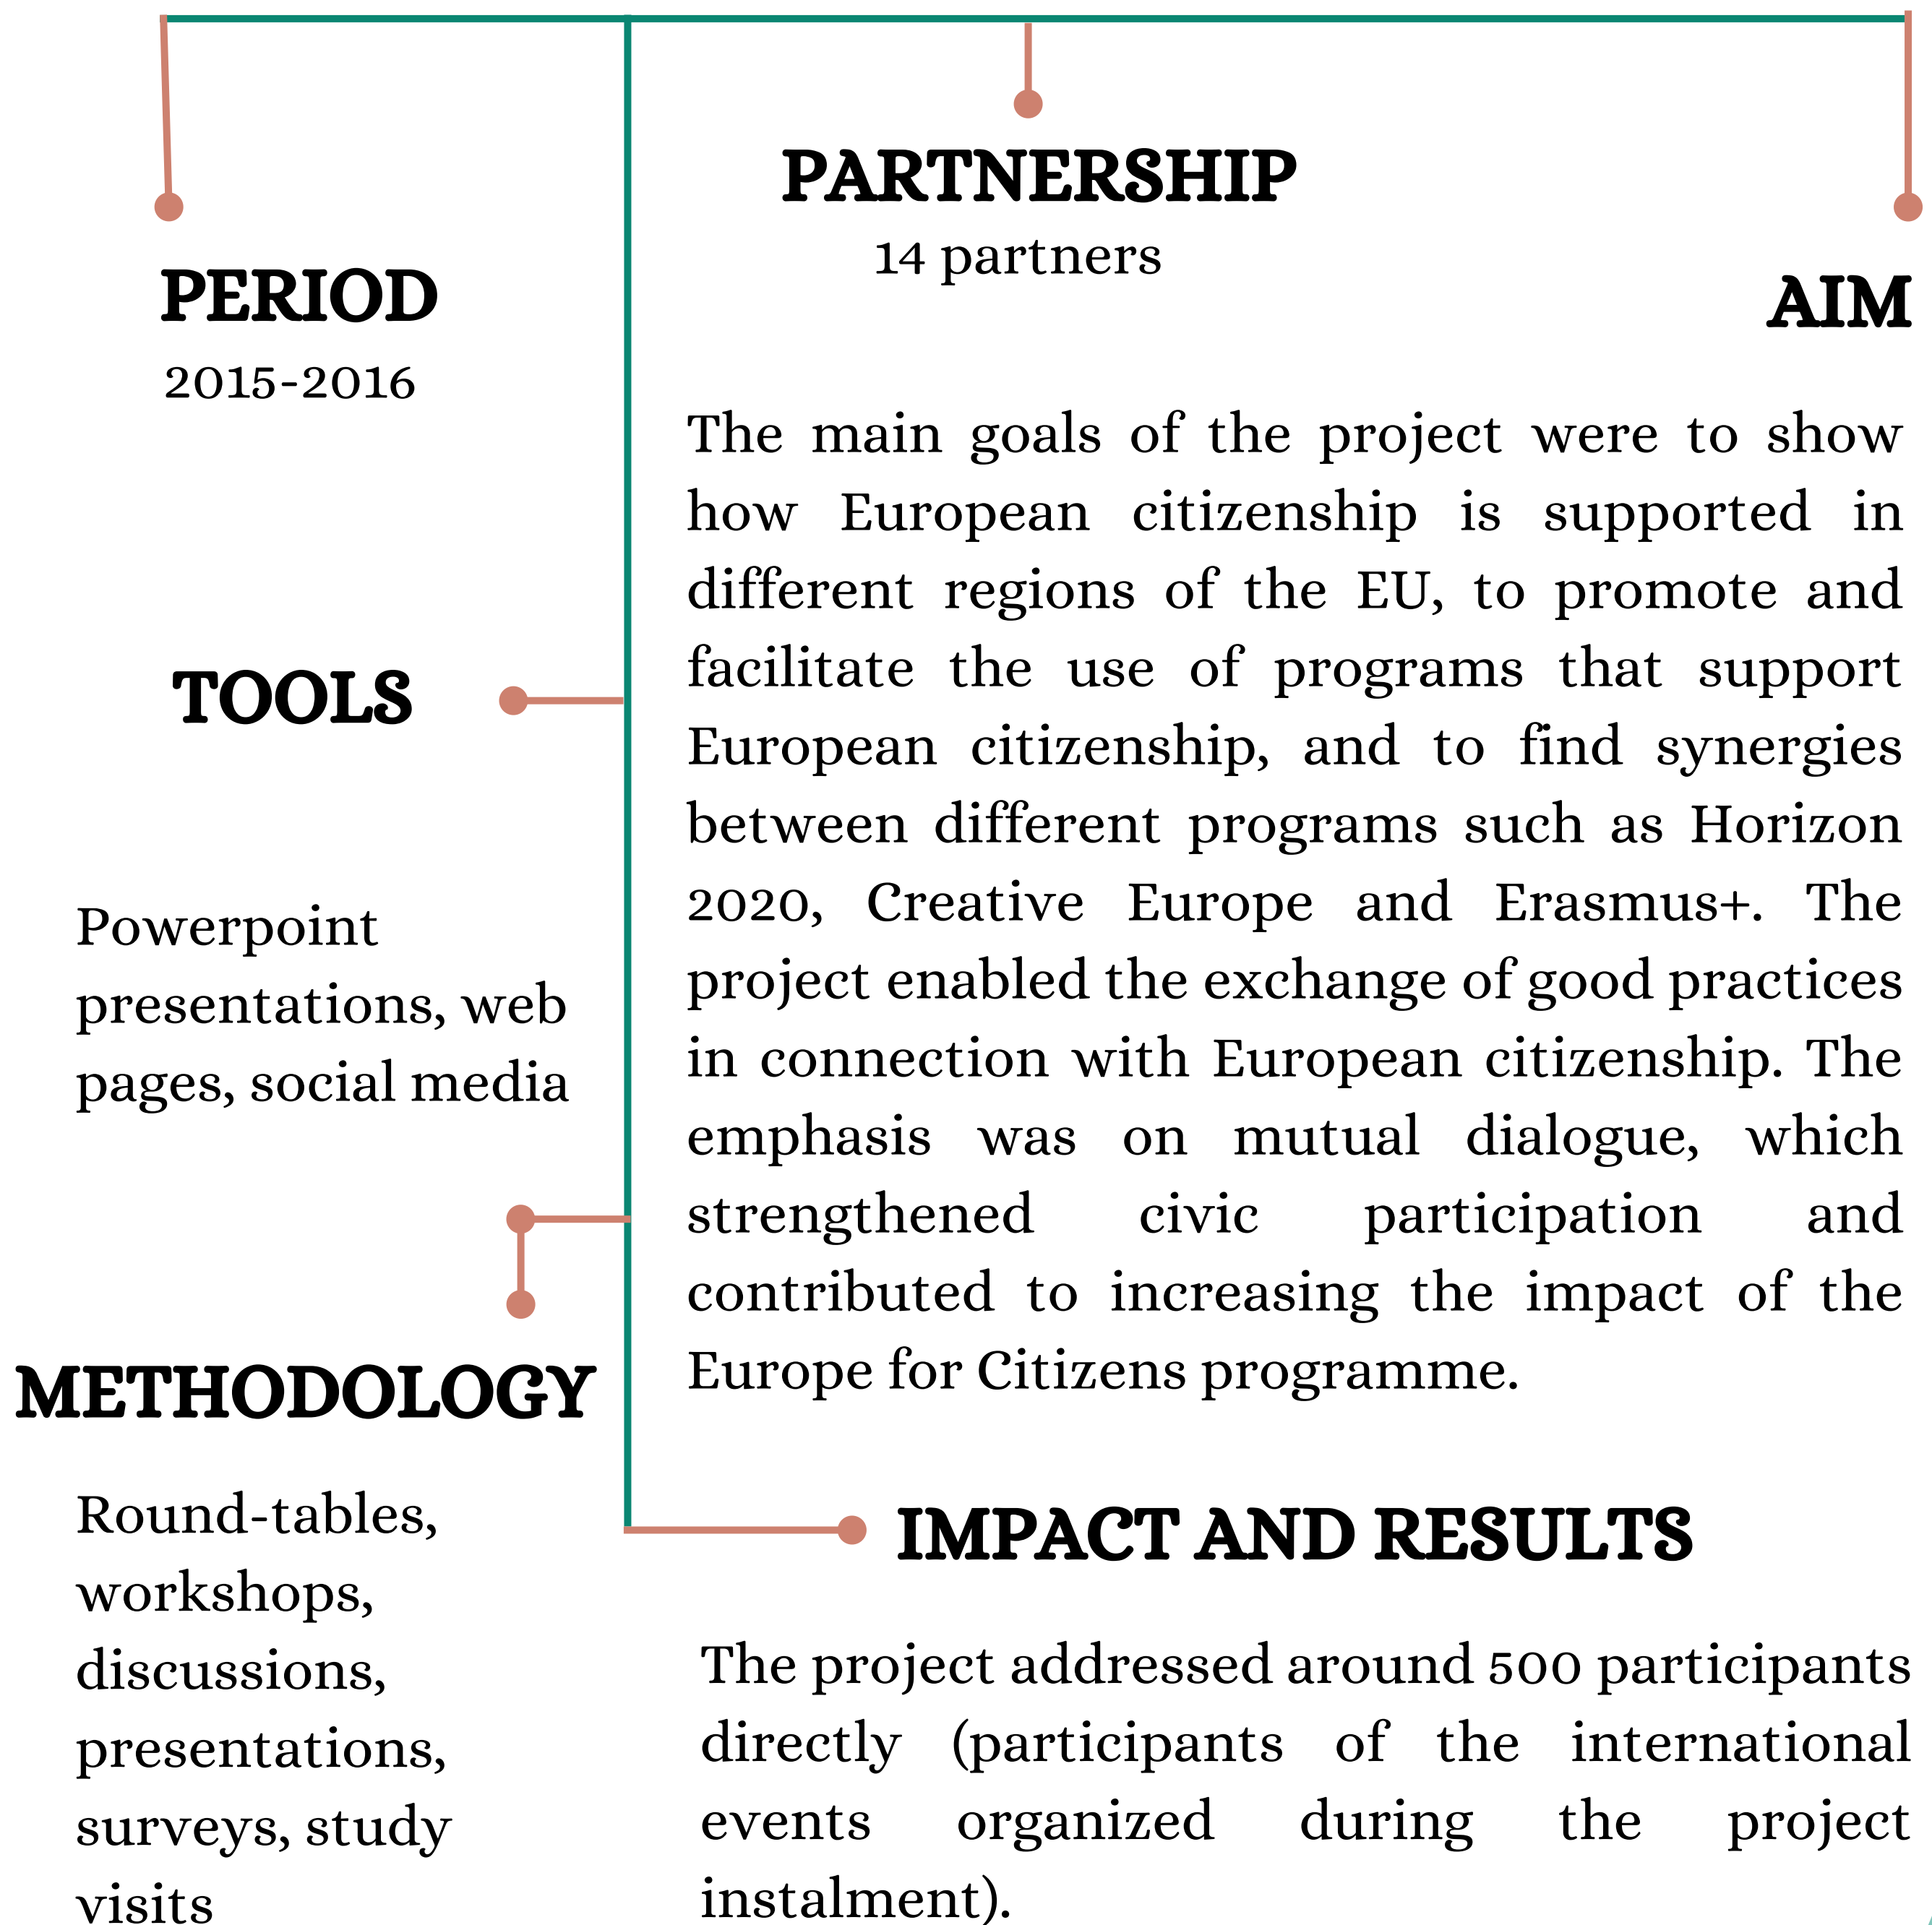 PERIOD
2015-2016
PARTNERSHIP
14 partners
AIM
The main goals of the project were to show
how European citizenship is supported in
different regions of the EU, to promote and
facilitate the use of programs that support
European citizenship, and to find synergies
between different programs such as Horizon
2020, Creative Europe and Erasmus+. The
project enabled the exchange of good practices
in connection with European citizenship. The
emphasis was on mutual dialogue, which
strengthened civic participation and
contributed to increasing the impact of the
Europe for Citizens programme.
TOOLS
Powerpoint
presentations, web
pages, social media
METHODOLOGY
Round-tables,
workshops,
discussions,
presentations,
surveys, study
visits
IMPACT AND RESULTS
The project addressed around 500 participants
directly (participants of the international
events organized during the project
instalment).